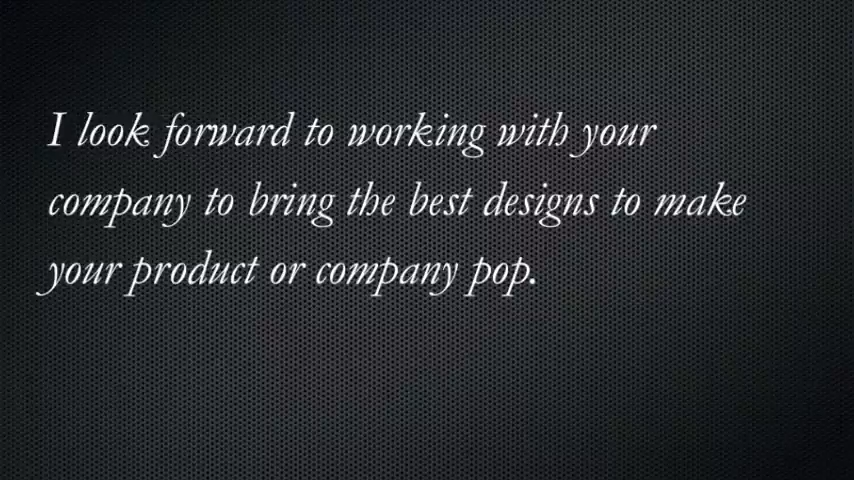 I look forward to working with your
company to bring the best designs to make
your product or company pop.